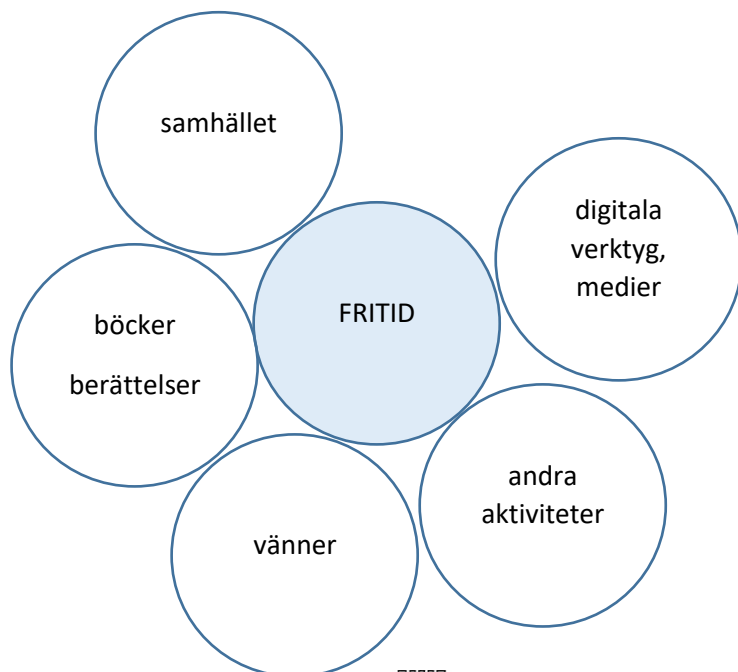 samhället
digitala
verktyg,
medier
FRITID
böcker
berättelser
andra
aktiviteter
vänner